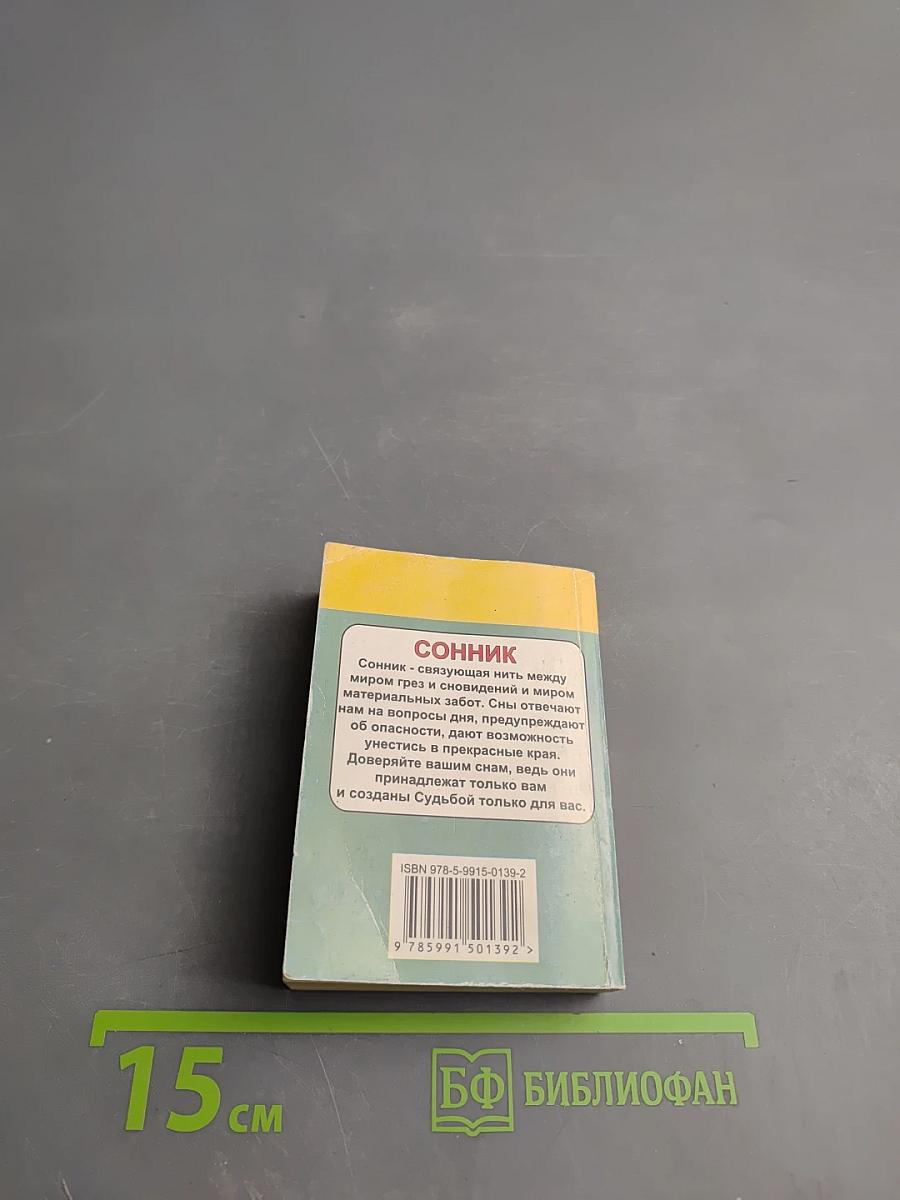 СОННИК
Сонник - связующая нить между
миром грез и сновидений и миром
материальных забот. Сны отвечают
нам на вопросы дня, предупреждают
об опасности, дают возможность
унестись в прекрасные края.
Доверяйте вашим снам, ведь они
принадлежат только вам
и созданы Судьбой только для вас.
ISBN 978-5-9915-0139-2
9 785991 501392 >
15 см
БФ БИБЛИОФАН